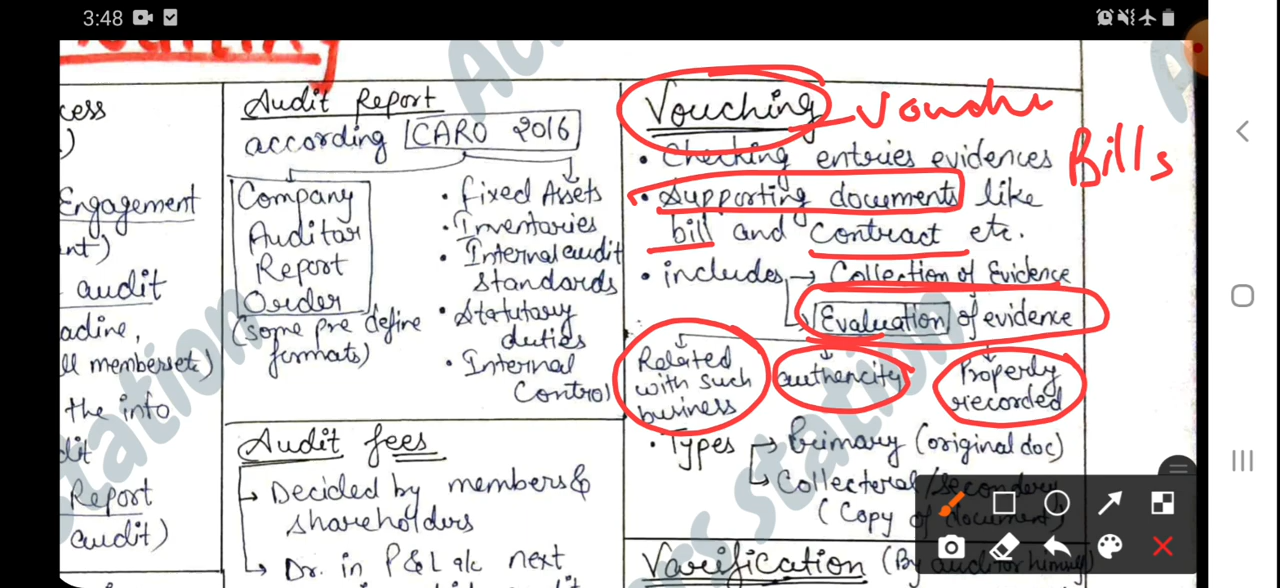 3:48
cess
)
Engagement
nt)
audit
adline,
ll members etc)
the info
dit
Report
audit)
Audit Report
according CARO 2016
Company
Auditar
Report
Order
(some pre define
formats)
• Fixed Assets
• Inventories
• Internal audit
standards
• Statutory
duties
• Internal
Control
Audit fees
→ Decided by members &
shareholders
→ Dr. in P&L a/c next
Vouching
Bills
• Checking entries evidences
• Supporting documents like
bill and contract etc.
• includes → Collection of Evidence
→ Evaluation of evidence
Related
with such
business
authencity
Properly
recorded
• Types → Primary (original doc)
→ Collecteral/secondary
(Copy of document)
Varification (By auditor himself)